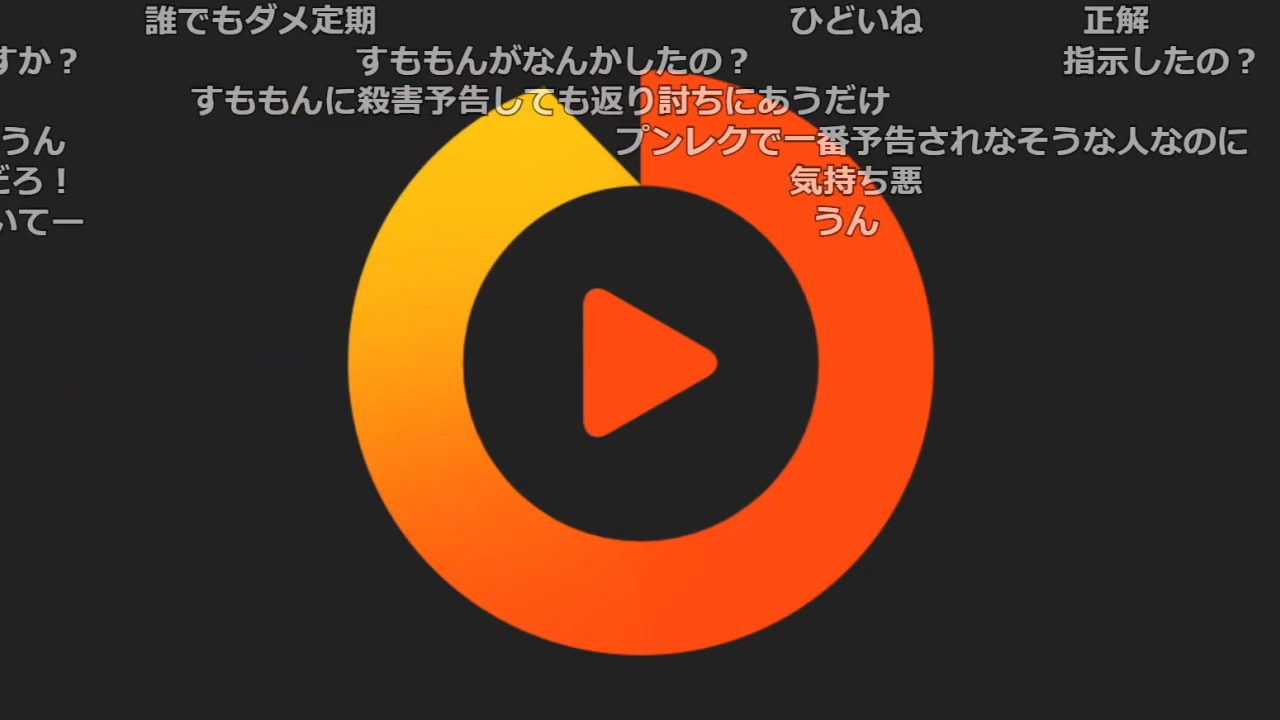 誰でもダメ定期 ひどいね 正解
すか？ すももんがなんかしたの？ 指示したの？
すももんに殺害予告しても返り討ちにあうだけ
うん プンレクで一番予告されなそうな人なのに
だろ！ 気持ち悪
いてー うん